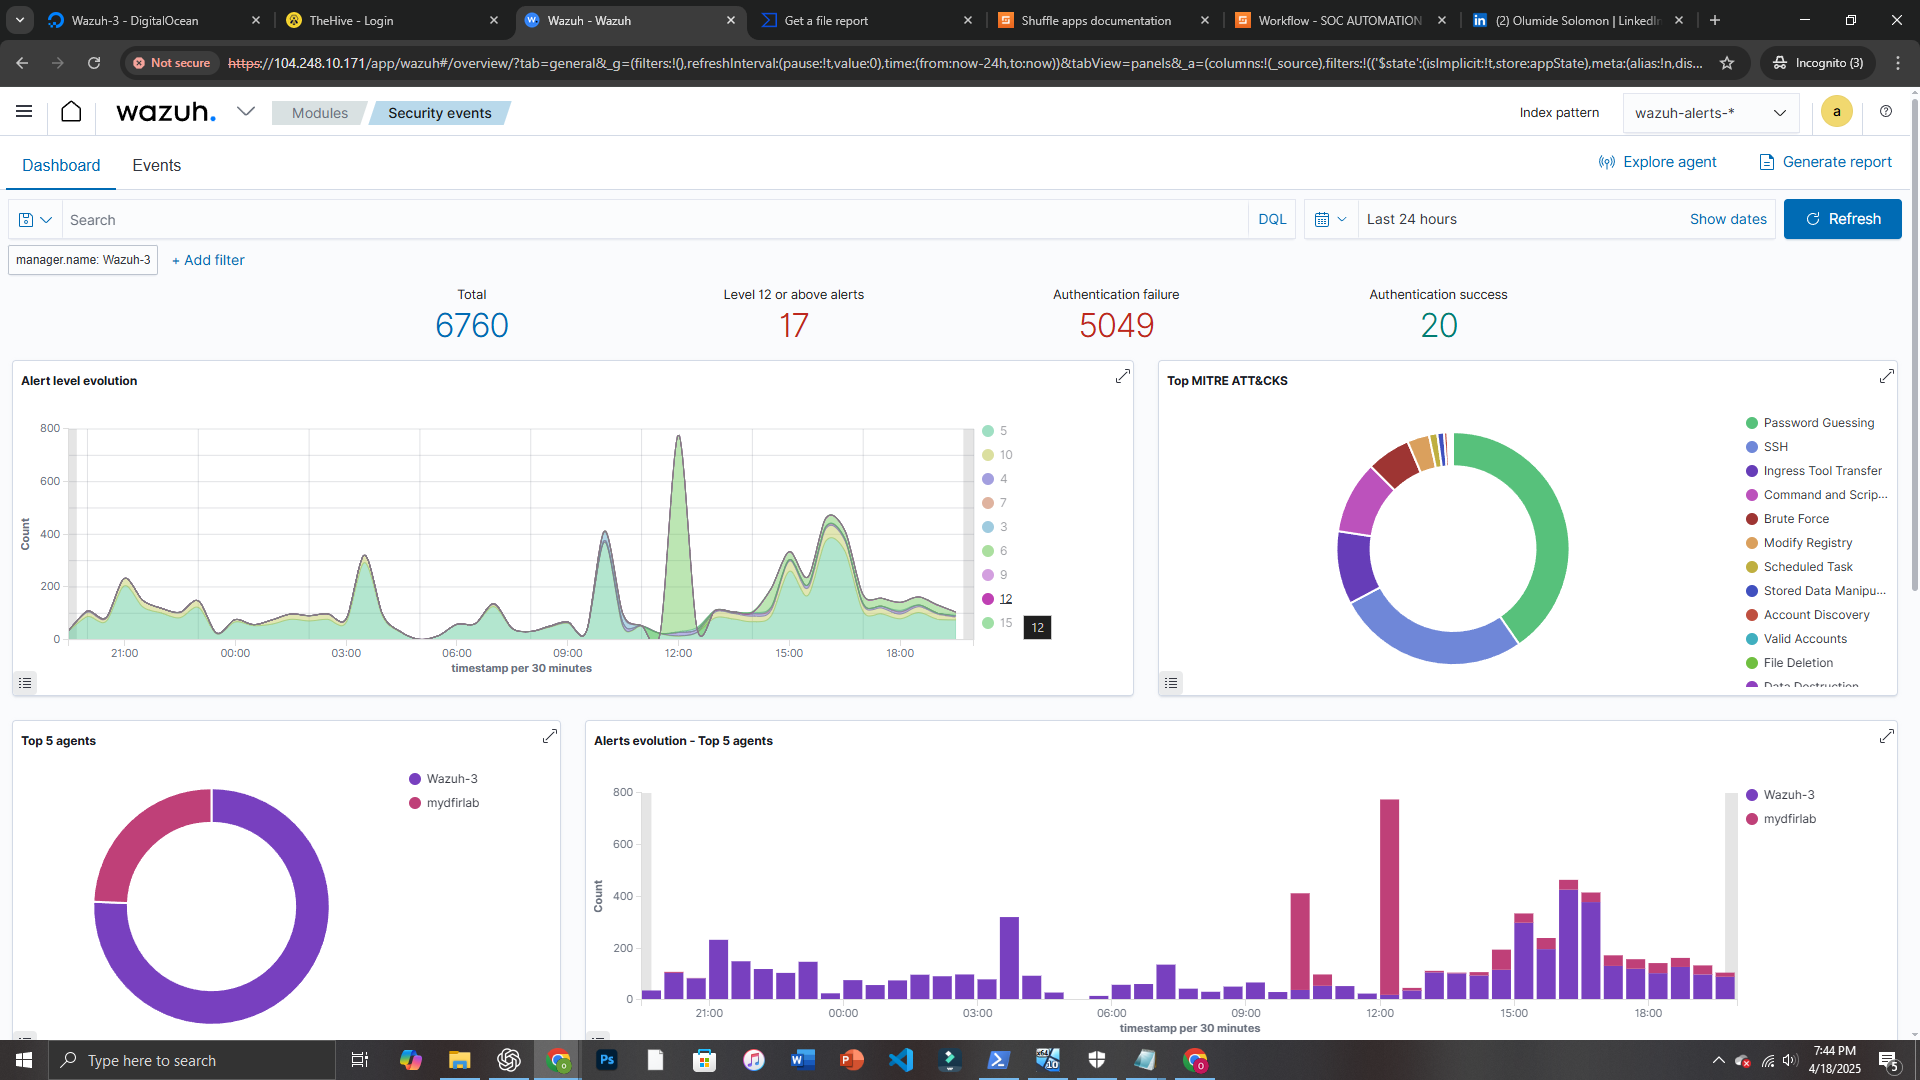 Wazuh-3 - DigitalOcean
TheHive - Login
Wazuh - Wazuh
Get a file report
Shuffle apps documentation
Workflow - SOC AUTOMATION
(2) Olumide Solomon | LinkedIn
Not secure
https://104.248.10.171/app/wazuh#/overview/?tab=general&_g=(filters:!(),refreshInterval:(pause:!t,value:0),time:(from:now-24h,to:now))&tabView=panels&_a=(columns:!(_source),filters:!(('$state':(isImplicit:!t,store:appState),meta:(alias:!n,dis...
Incognito (3)
wazuh.
Modules
Security events
Index pattern
wazuh-alerts-*
a
Dashboard
Events
Explore agent
Generate report
Search
DQL
Last 24 hours
Show dates
Refresh
manager.name: Wazuh-3
+ Add filter
Total
6760
Level 12 or above alerts
17
Authentication failure
5049
Authentication success
20
Alert level evolution
Count
800
600
400
200
0
21:00
00:00
03:00
06:00
09:00
12:00
15:00
18:00
timestamp per 30 minutes
5
10
4
7
3
6
9
12
15
12
Top MITRE ATT&CKS
Password Guessing
SSH
Ingress Tool Transfer
Command and Scrip...
Brute Force
Modify Registry
Scheduled Task
Stored Data Manipu...
Account Discovery
Valid Accounts
File Deletion
Data Destruction
Top 5 agents
Wazuh-3
mydfirlab
Alerts evolution - Top 5 agents
Count
800
600
400
200
0
21:00
00:00
03:00
06:00
09:00
12:00
15:00
18:00
timestamp per 30 minutes
Wazuh-3
mydfirlab
Type here to search
7:44 PM
4/18/2025
5